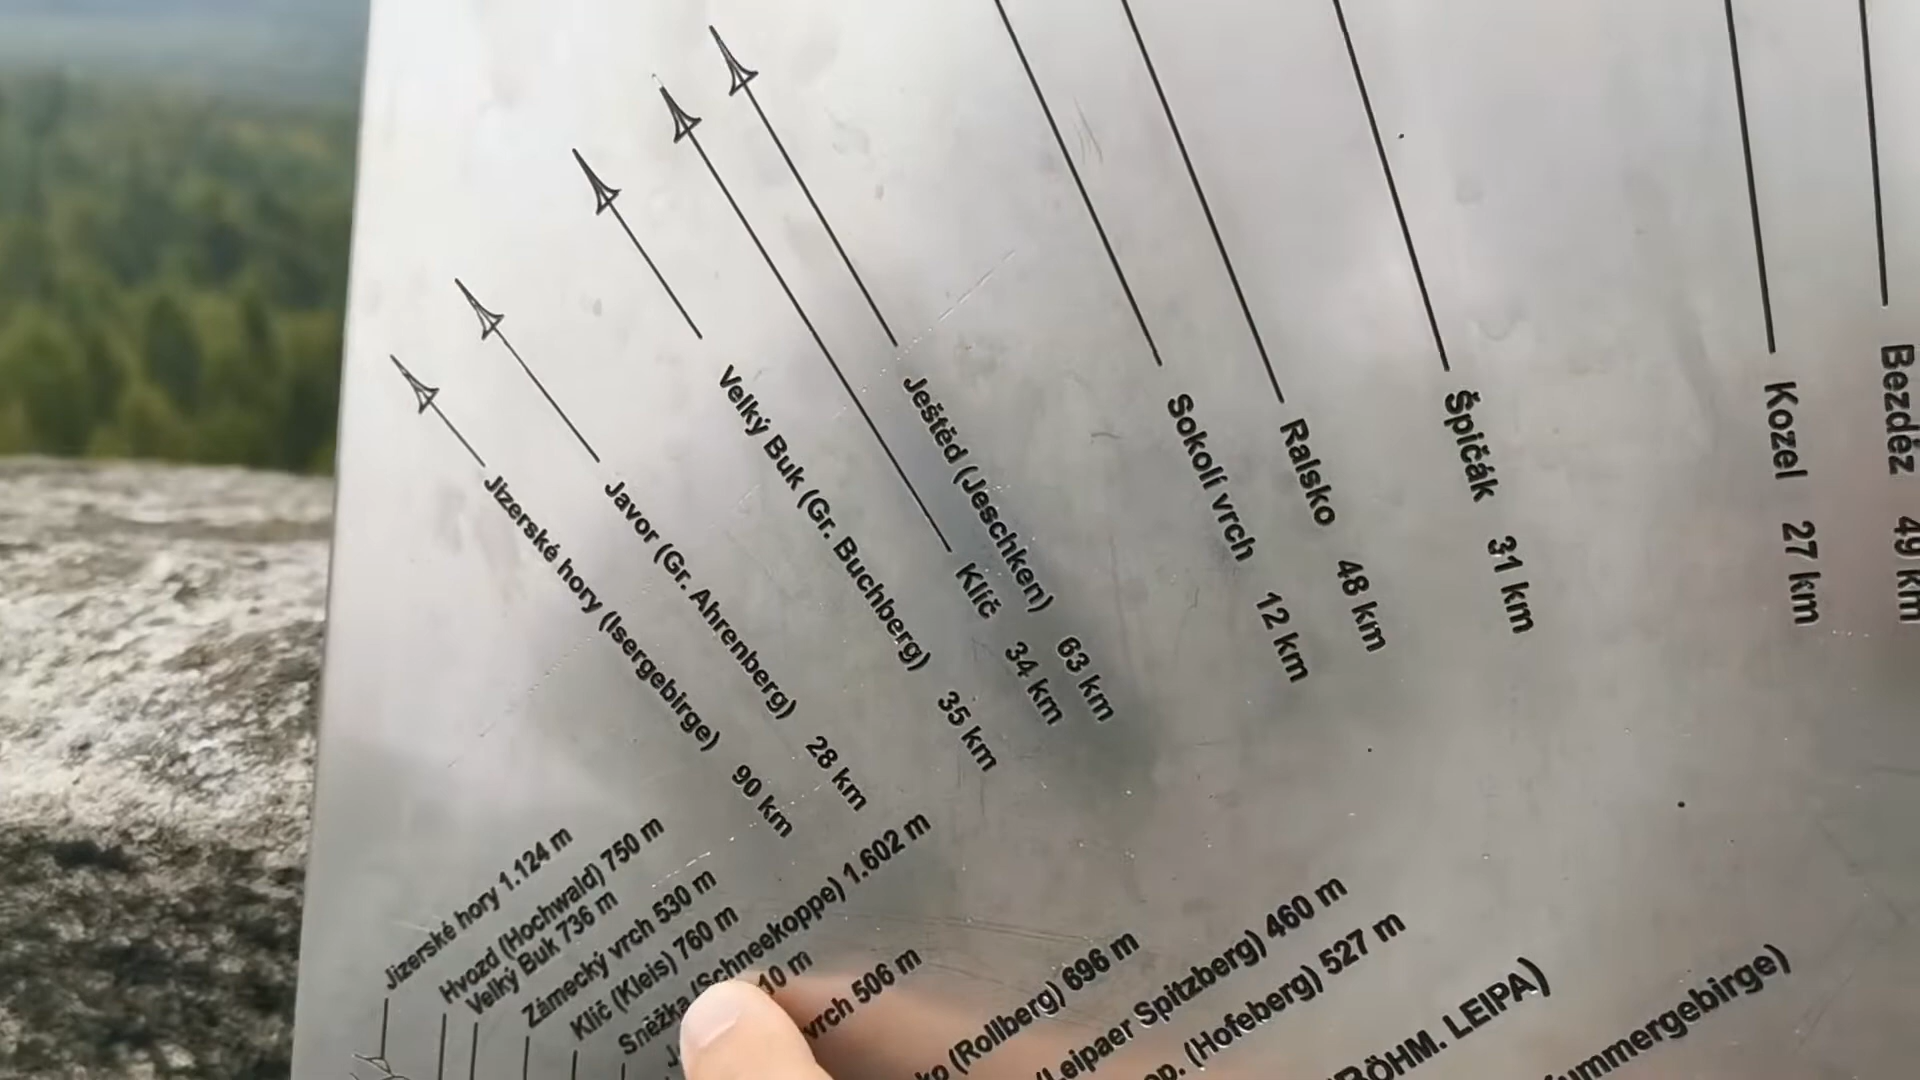 Jizerské hory (Isergebirge) 90 km
Javor (Gr. Ahrenberg) 28 km
Velký Buk (Gr. Buchberg) 35 km
Klíč 34 km
Ještěd (Jeschken) 63 km
Sokolí vrch 12 km
Ralsko 48 km
Špičák 31 km
Kozel 27 km
Bezděz 49 km
Jizerské hory 1.124 m
Hvozd (Hochwald) 750 m
Velký Buk 736 m
Zámecký vrch 530 m
Klíč (Kleis) 760 m
Sněžka (Schneekoppe) 1.602 m
10 m
vrch 506 m
(Rollberg) 696 m
(Leipaer Spitzberg) 460 m
(Hofeberg) 527 m
BÖHM. LEIPA)